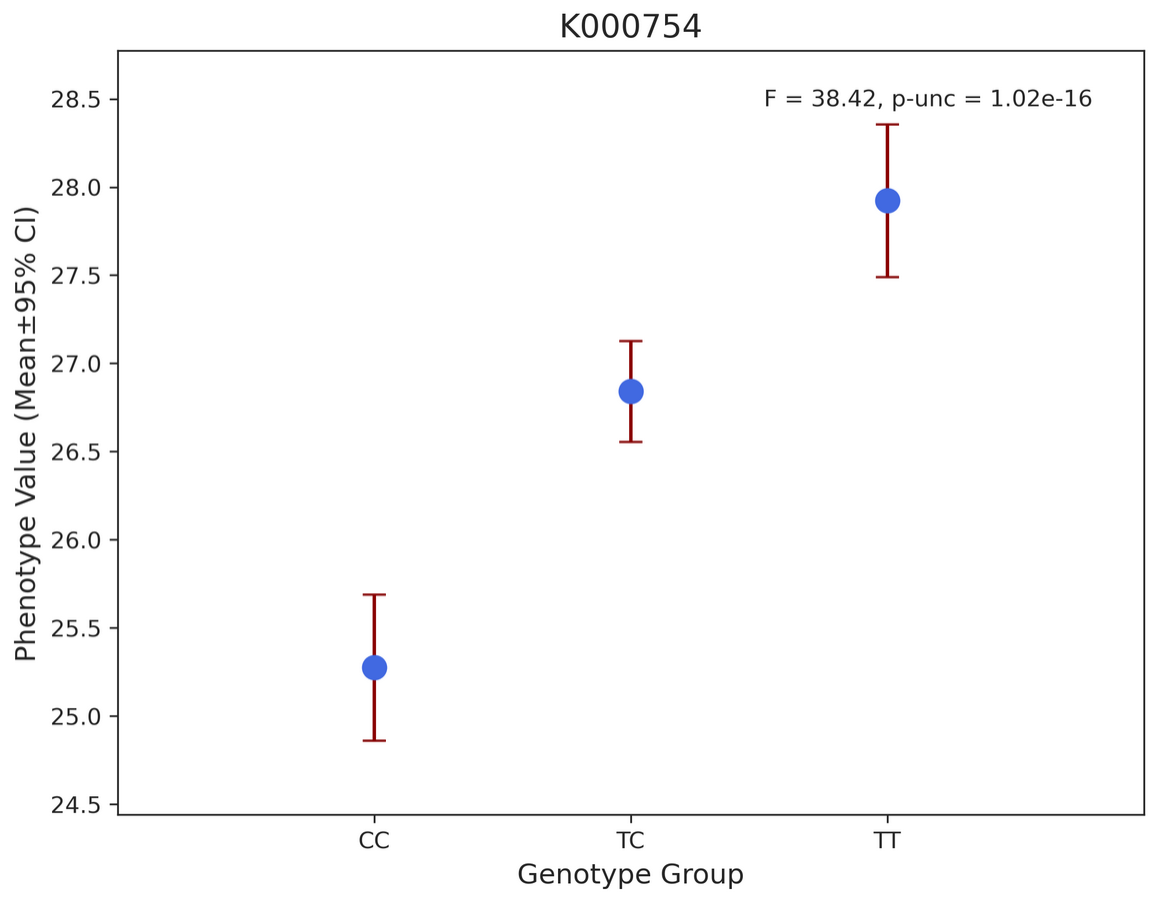 K000754
F = 38.42, p-unc = 1.02e-16
Phenotype Value (Mean±95% CI)
28.5
28.0
27.5
27.0
26.5
26.0
25.5
25.0
24.5
CC
TC
TT
Genotype Group